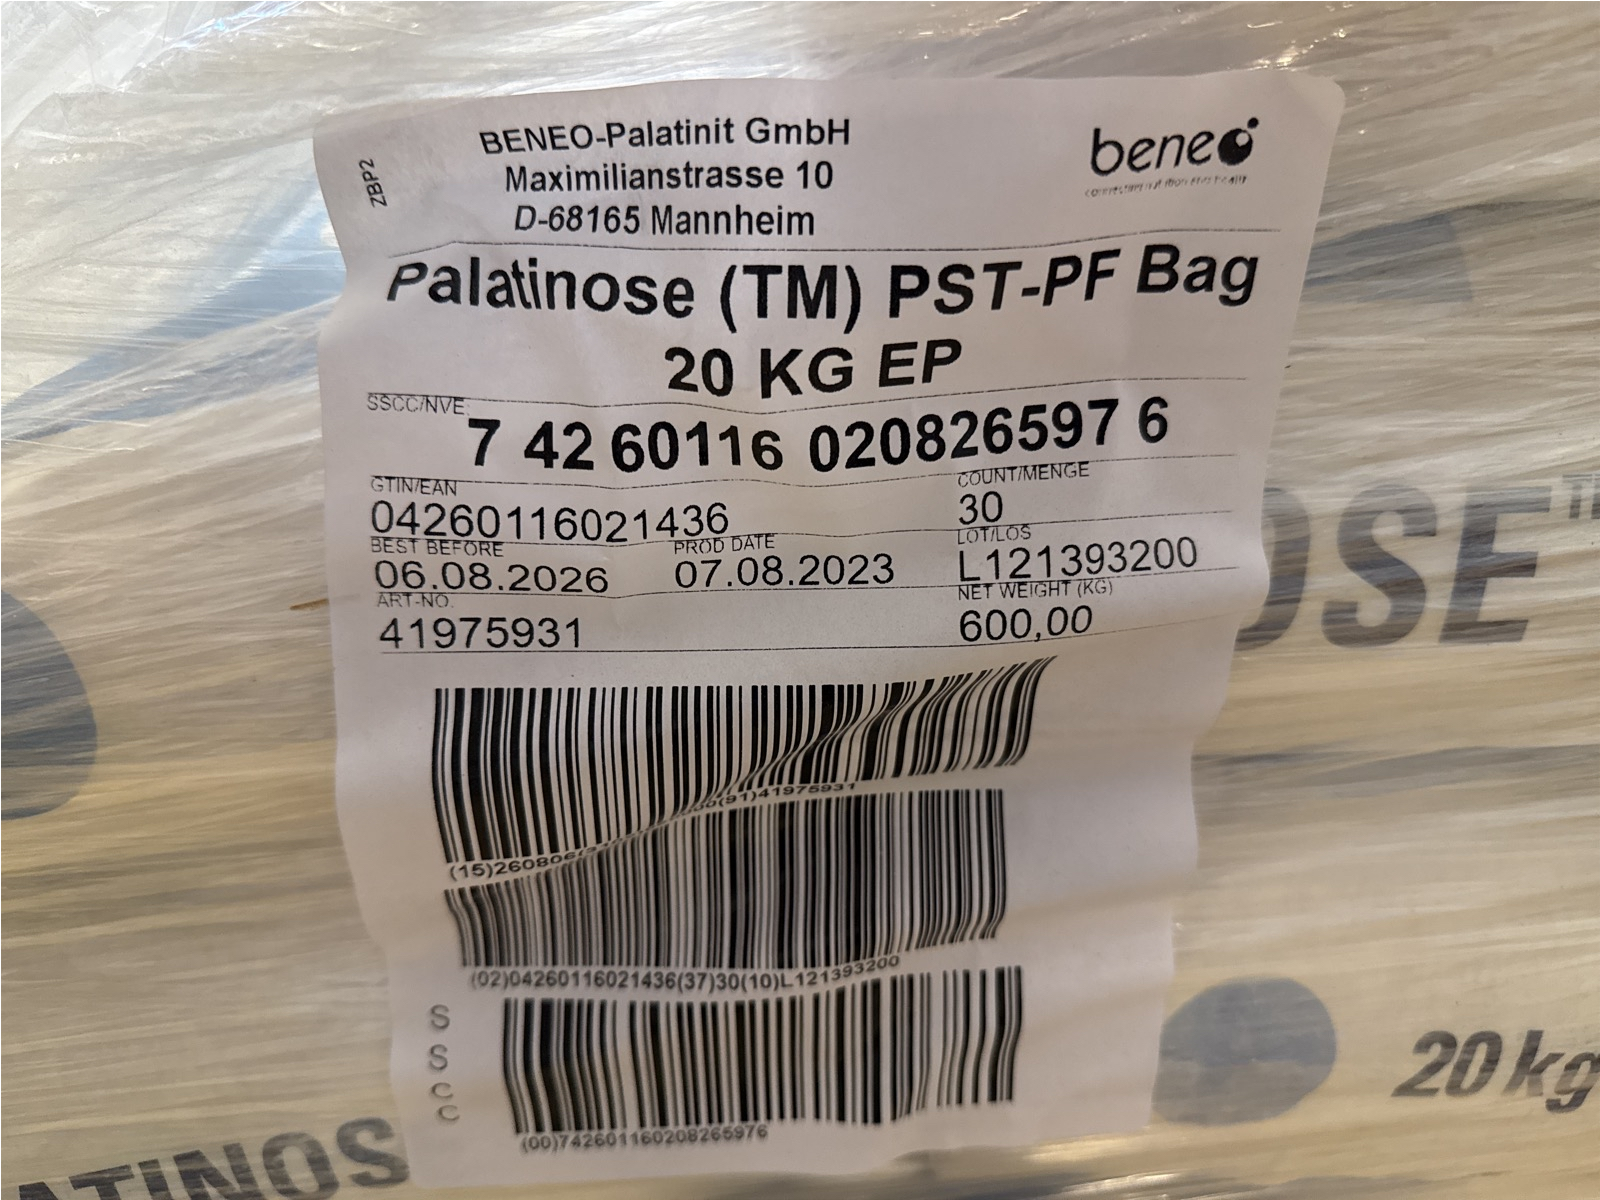 ZBP2
BENEO-Palatinit GmbH
Maximilianstrasse 10
D-68165 Mannheim
beneo
Palatinose (TM) PST-PF Bag
20 KG EP
SSCC/NVE
7 42 60116 020826597 6
GTIN/EAN
04260116021436
COUNT/MENGE
30
BEST BEFORE
06.08.2026
PROD DATE
07.08.2023
LOT/LOS
L121393200
ART-NO.
41975931
NET WEIGHT (KG)
600,00
(91)41975931
(15)260806
(02)04260116021436(37)30(10)L121393200
SSCC
(00)742601160208265976
OSE™
20 kg
ATINOS